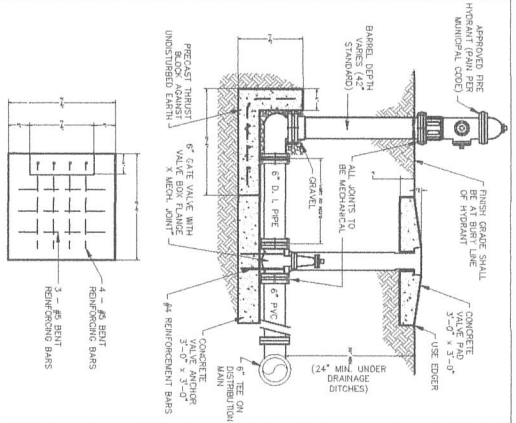 APPROVED FIRE
HYDRANT (PAIN PER
MUNICIPAL CODE)
BARREL DEPTH
VARIES (42"
STANDARD)
PRECAST THRUST
BLOCK AGAINST
UNDISTURBED EARTH
FINISH GRADE SHALL
BE AT BURY LINE
OF HYDRANT
CONCRETE
VALVE PAD
3'-0" x 3'-0"
USE EDGER
ALL JOINTS TO
BE MECHANICAL
GRAVEL
6" D. I. PIPE
6" PVC
(24" MIN. UNDER
DRAINAGE
DITCHES)
6" GATE VALVE WITH
VALVE BOX FLANGE
X MECH. JOINT
6" TEE ON
DISTRIBUTION
MAIN
CONCRETE
VALVE ANCHOR
3'-0" x 3'-0"
#4 REINFORCEMENT BARS
4 - #5 BENT
REINFORCING BARS
3 - #5 BENT
REINFORCING BARS